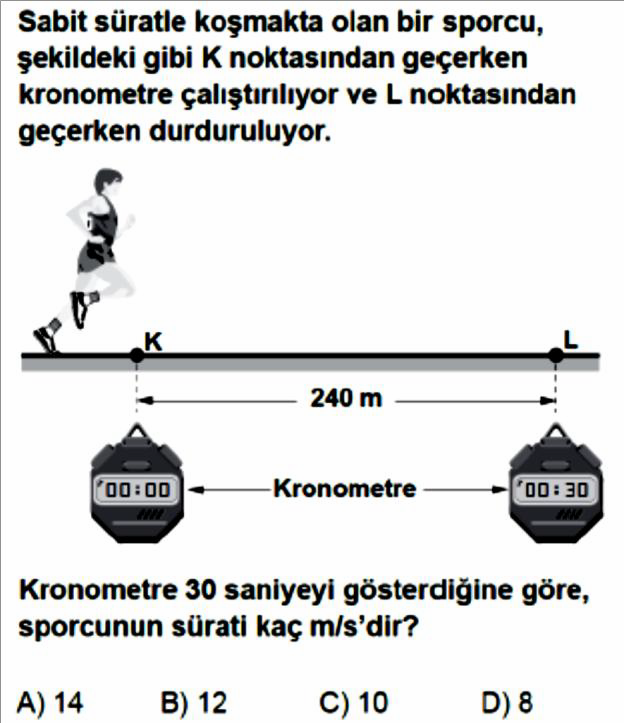 Sabit süratle koşmakta olan bir sporcu,
şekildeki gibi K noktasından geçerken
kronometre çalıştırılıyor ve L noktasından
geçerken durduruluyor.
K
L
240 m
00:00
Kronometre
00:30
Kronometre 30 saniyeyi gösterdiğine göre,
sporcunun sürati kaç m/s'dir?
A) 14 B) 12 C) 10 D) 8